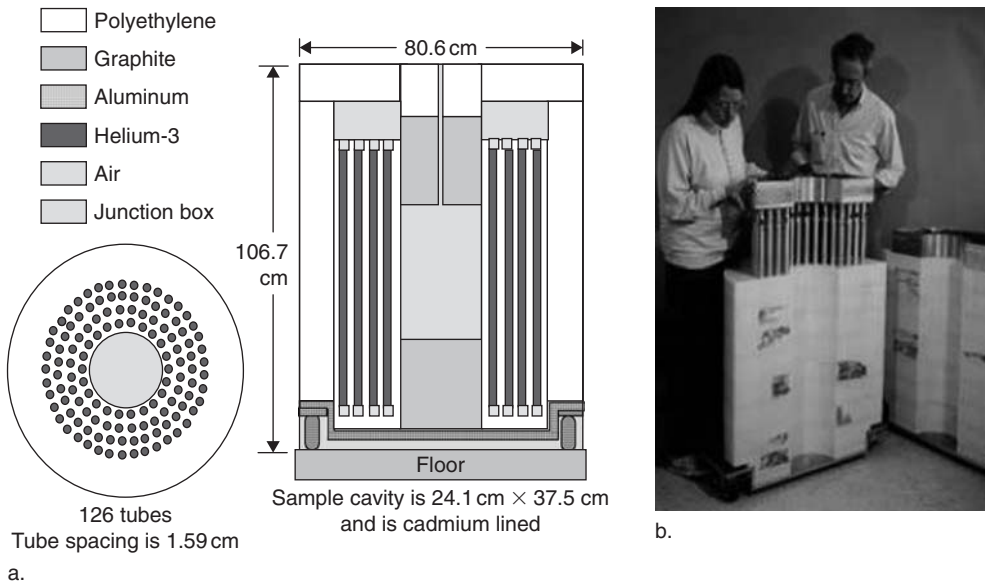 Polyethylene
Graphite
Aluminum
Helium-3
Air
Junction box
126 tubes
Tube spacing is 1.59 cm
a.
80.6 cm
106.7
cm
Floor
Sample cavity is 24.1 cm × 37.5 cm
and is cadmium lined
b.